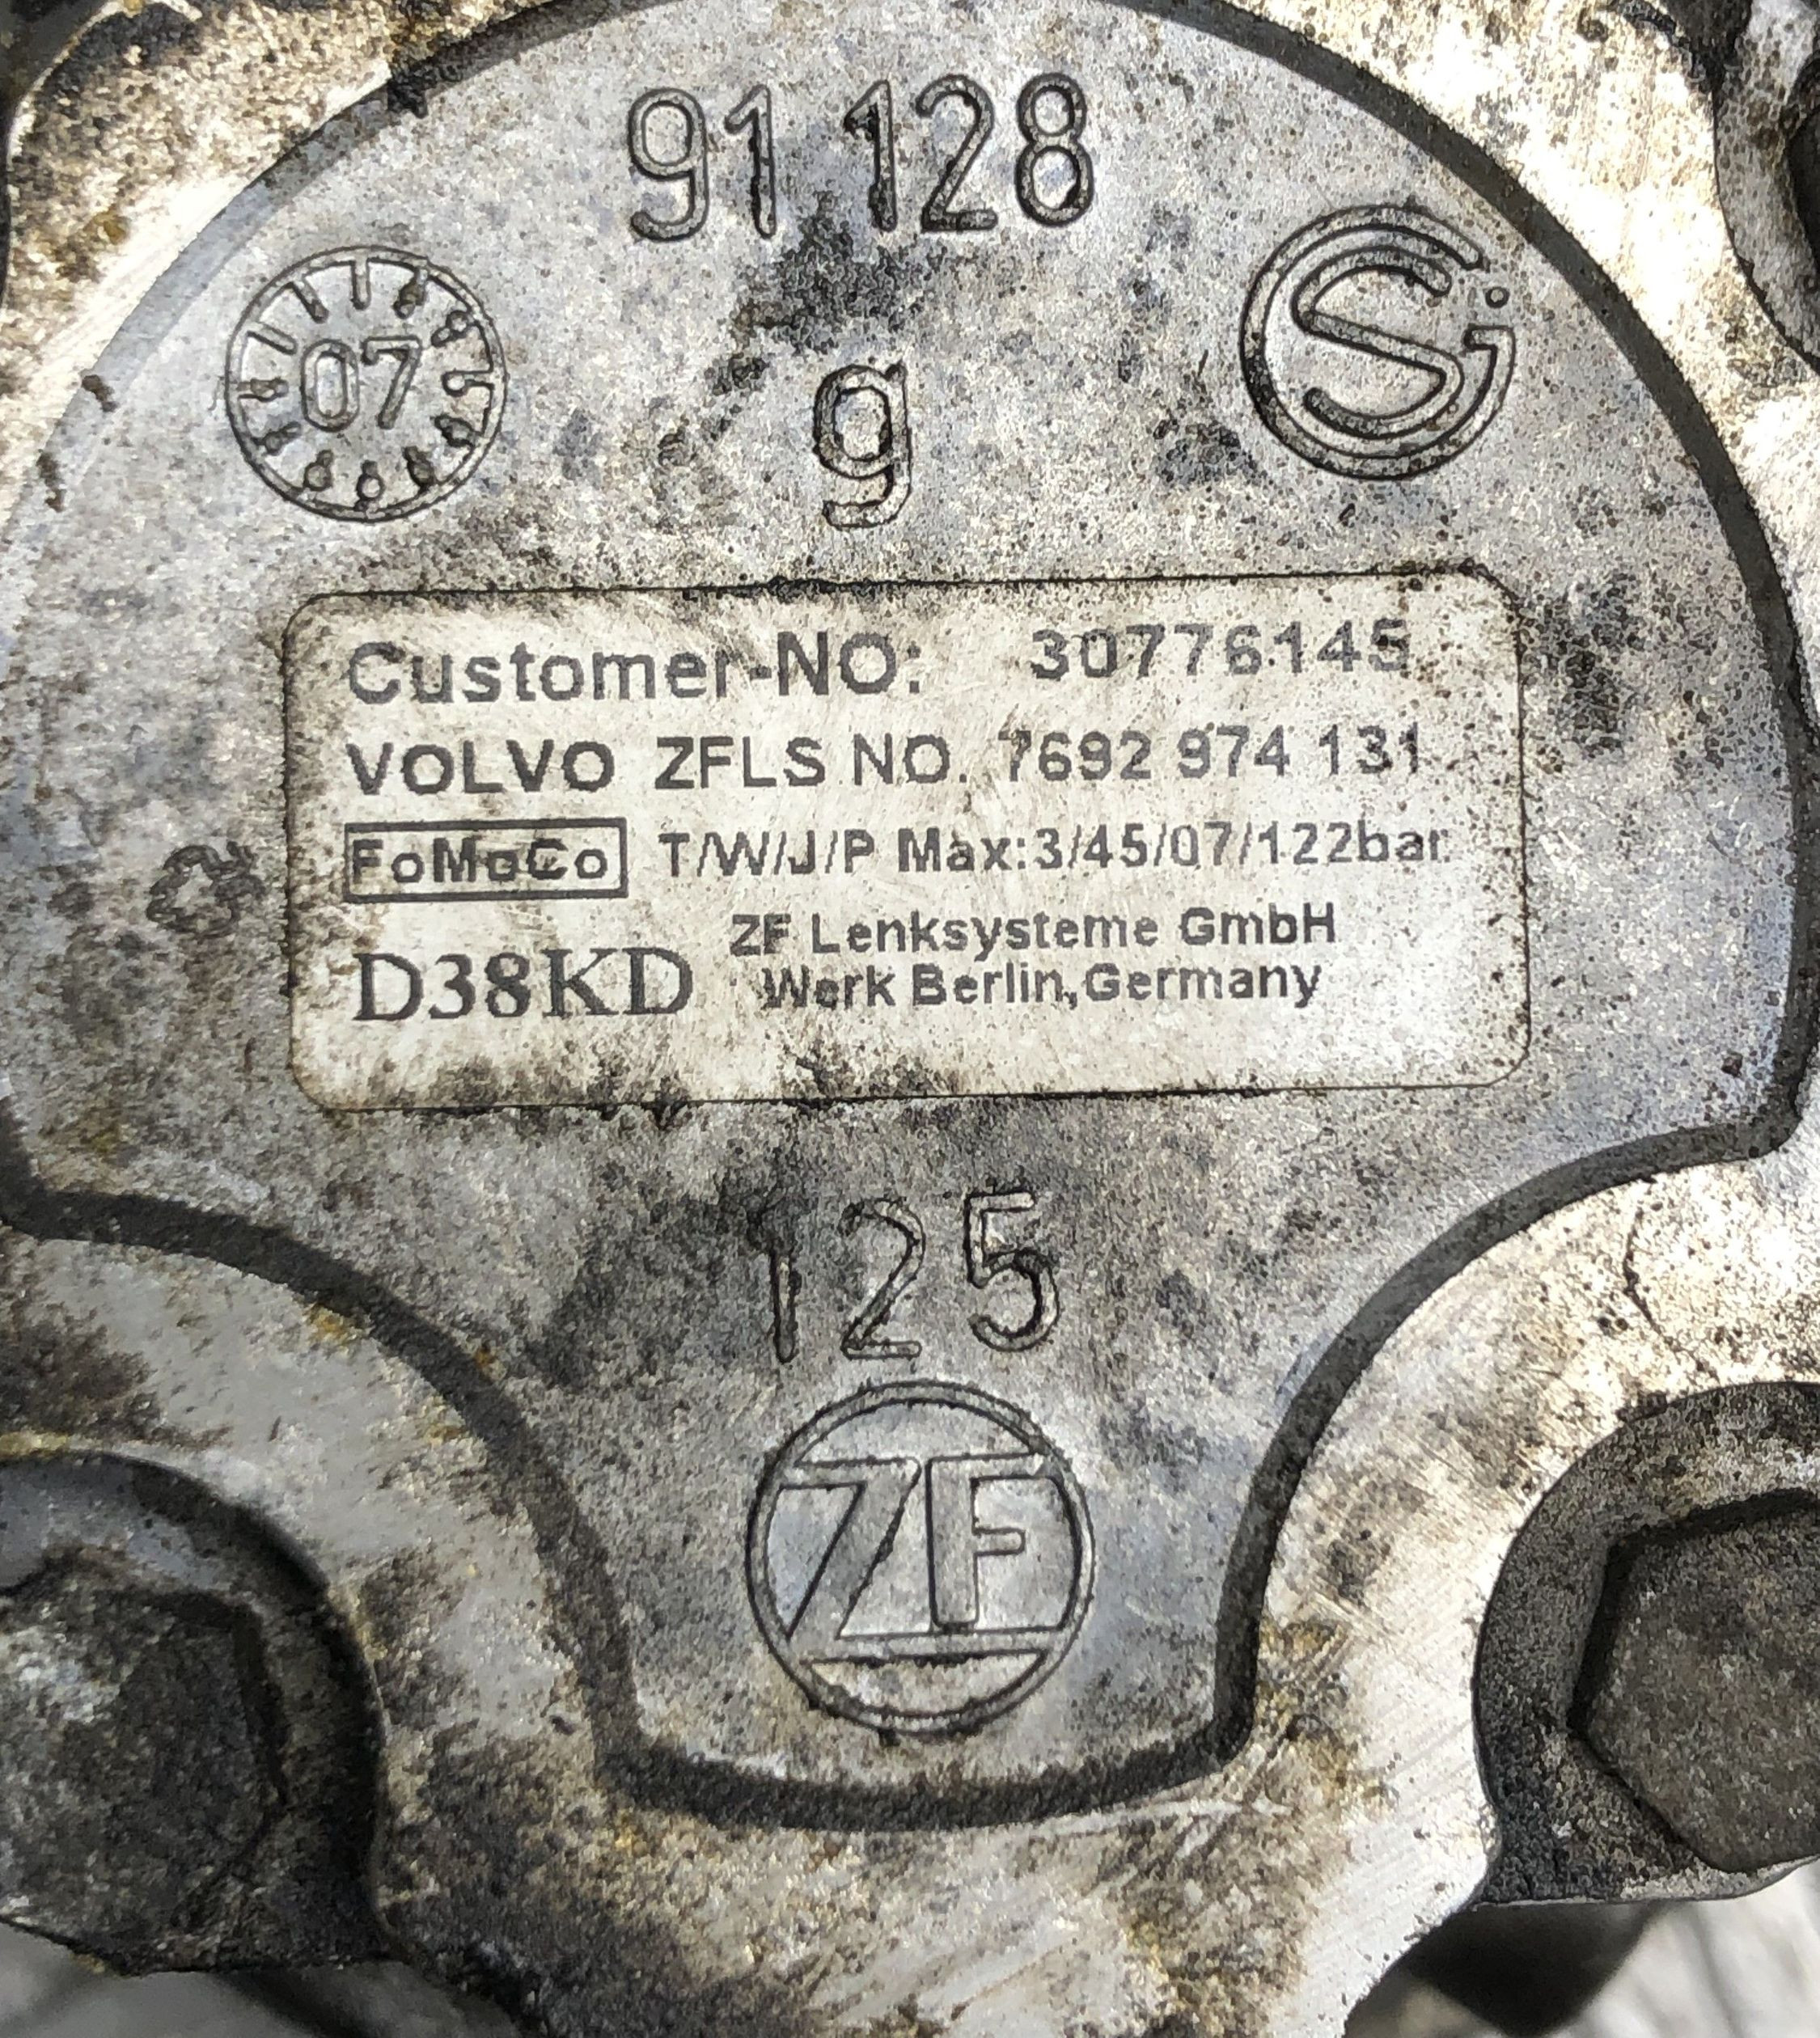 91 128
07
g
Customer-NO: 30776145
VOLVO ZFLS NO. 7692 974 131
FoMoCo T/W/J/P Max:3/45/07/122bar.
D38KD ZF Lenksysteme GmbH
Werk Berlin,Germany
125
ZF